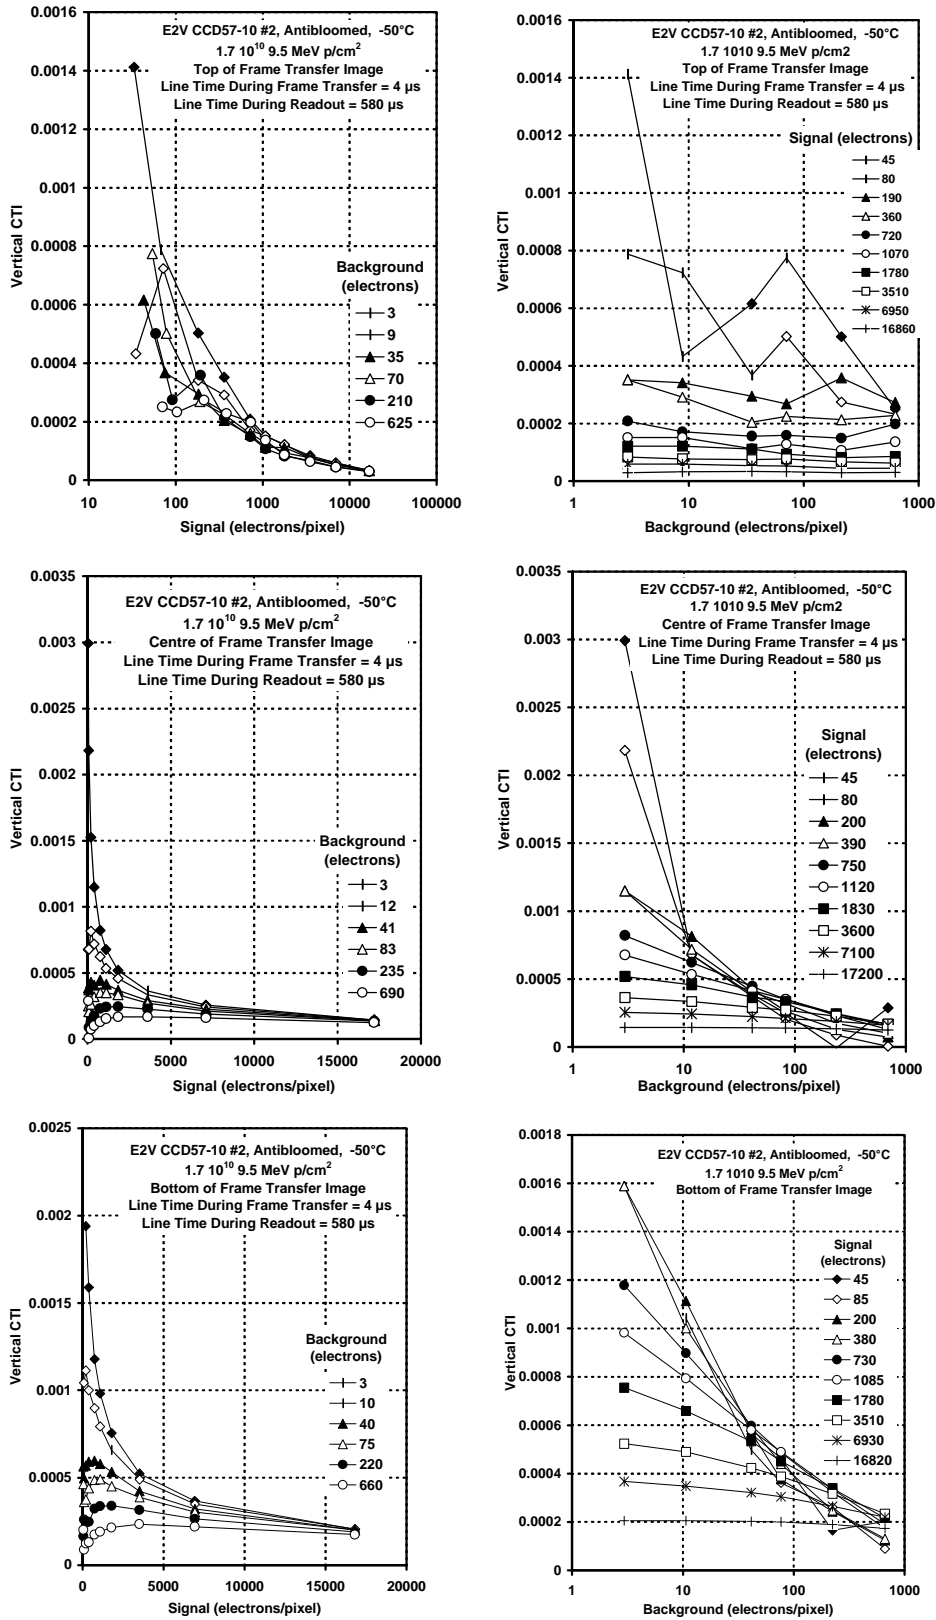 0.0016
0.0014
0.0012
0.001
0.0008
0.0006
0.0004
0.0002
0
E2V CCD57-10 #2, Antibloomed, -50°C
1.7 10¹⁰ 9.5 MeV p/cm²
Top of Frame Transfer Image
Line Time During Frame Transfer = 4 µs
Line Time During Readout = 580 µs
Background
(electrons)
3
9
35
70
210
625
Vertical CTI
10 100 1000 10000 100000
Signal (electrons/pixel)
0.0016
0.0014
0.0012
0.001
0.0008
0.0006
0.0004
0.0002
0
E2V CCD57-10 #2, Antibloomed, -50°C
1.7 1010 9.5 MeV p/cm2
Top of Frame Transfer Image
Line Time During Frame Transfer = 4 µs
Line Time During Readout = 580 µs
Signal (electrons)
45
80
190
360
720
1070
1780
3510
6950
16860
Vertical CTI
1 10 100 1000
Background (electrons/pixel)
0.0035
0.003
0.0025
0.002
0.0015
0.001
0.0005
0
E2V CCD57-10 #2, Antibloomed, -50°C
1.7 10¹⁰ 9.5 MeV p/cm²
Centre of Frame Transfer Image
Line Time During Frame Transfer = 4 µs
Line Time During Readout = 580 µs
Background
(electrons)
3
12
41
83
235
690
Vertical CTI
0 5000 10000 15000 20000
Signal (electrons/pixel)
0.0035
0.003
0.0025
0.002
0.0015
0.001
0.0005
0
E2V CCD57-10 #2, Antibloomed, -50°C
1.7 1010 9.5 MeV p/cm2
Centre of Frame Transfer Image
Line Time During Frame Transfer = 4 µs
Line Time During Readout = 580 µs
Signal
(electrons)
45
80
200
390
750
1120
1830
3600
7100
17200
Vertical CTI
1 10 100 1000
Background (electrons/pixel)
0.0025
0.002
0.0015
0.001
0.0005
0
E2V CCD57-10 #2, Antibloomed, -50°C
1.7 10¹⁰ 9.5 MeV p/cm²
Bottom of Frame Transfer Image
Line Time During Frame Transfer = 4 µs
Line Time During Readout = 580 µs
Background
(electrons)
3
10
40
75
220
660
Vertical CTI
0 5000 10000 15000 20000
Signal (electrons/pixel)
0.0018
0.0016
0.0014
0.0012
0.001
0.0008
0.0006
0.0004
0.0002
0
E2V CCD57-10 #2, Antibloomed, -50°C
1.7 1010 9.5 MeV p/cm²
Bottom of Frame Transfer Image
Signal
(electrons)
45
85
200
380
730
1085
1780
3510
6930
16820
Vertical CTI
1 10 100 1000
Background (electrons/pixel)